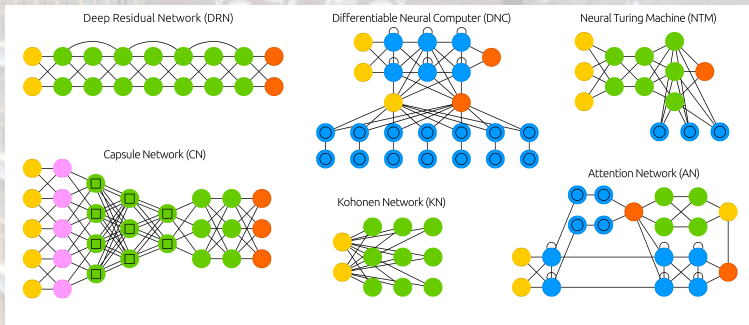 Deep Residual Network (DRN)
Differentiable Neural Computer (DNC)
Neural Turing Machine (NTM)
Capsule Network (CN)
Kohonen Network (KN)
Attention Network (AN)